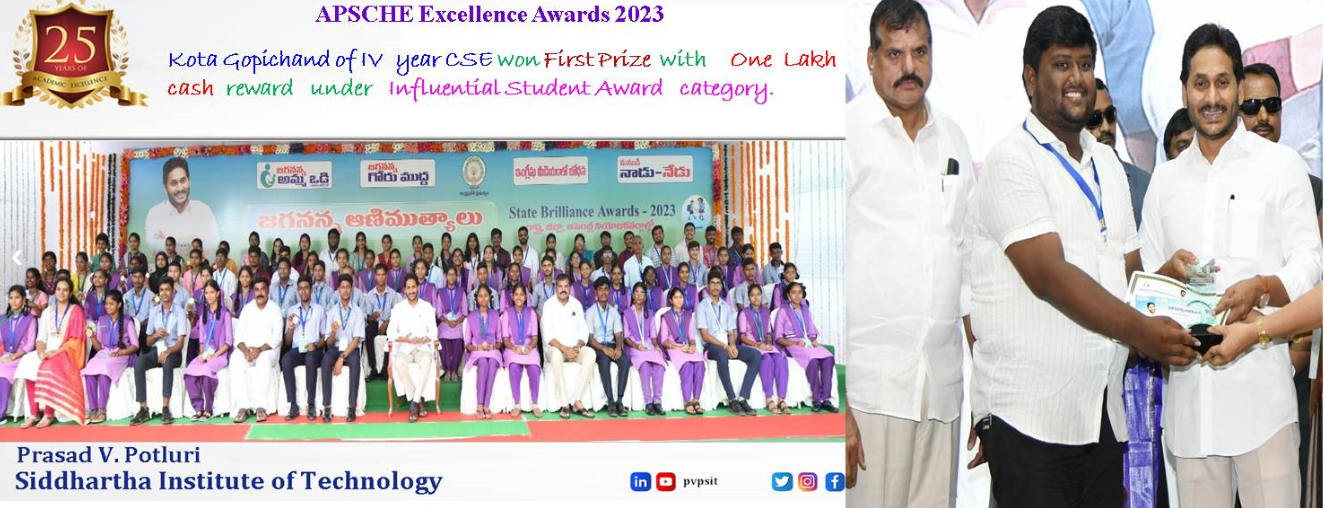 APSCHE Excellence Awards 2023
25
YEARS OF
ACADEMIC EXCELLENCE
Kota Gopichand of IV year CSE won First Prize with One Lakh
cash reward under Influential Student Award category.
జగనన్న
అమ్మ ఒడి
జగనన్న
గోరు ముద్ద
ఇంగ్లీషు మీడియంలో బోధన
మనబడి
నాడు-నేడు
జగనన్న ఆణిముత్యాలు
State Brilliance Awards - 2023
Prasad V. Potluri
Siddhartha Institute of Technology
pvpsit